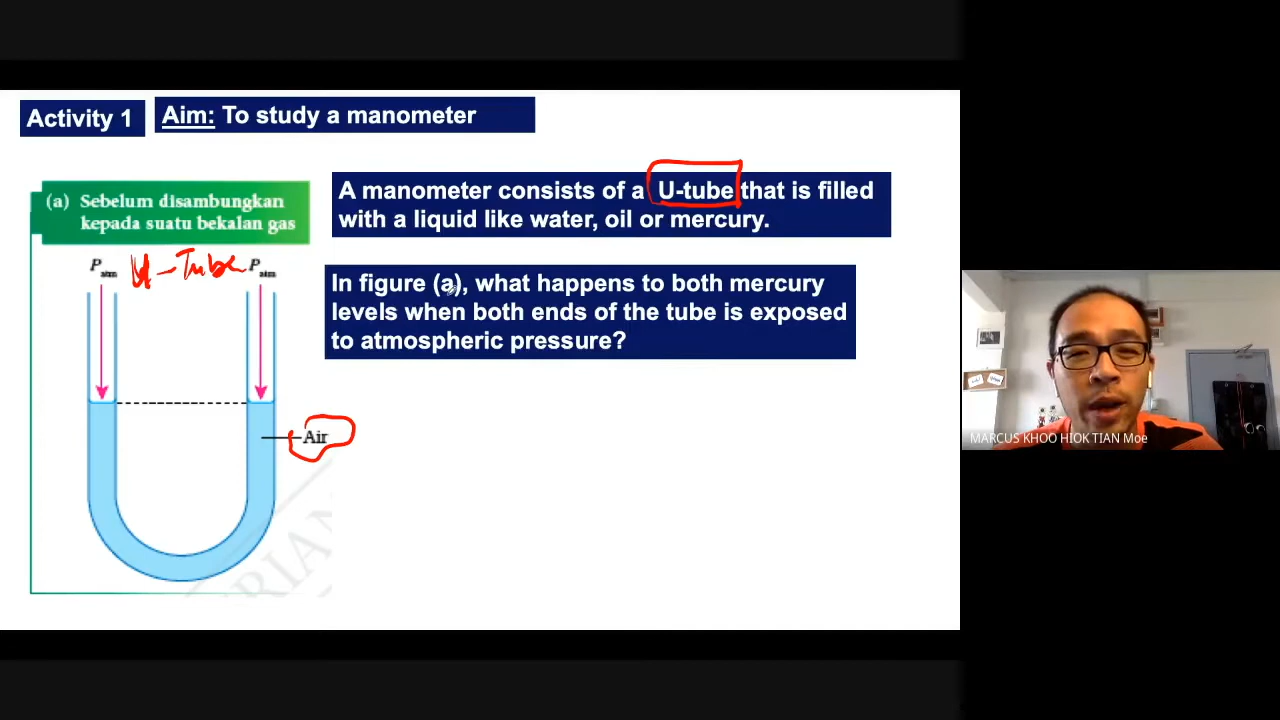 Activity 1
Aim: To study a manometer
(a) Sebelum disambungkan
kepada suatu bekalan gas
A manometer consists of a U-tube that is filled
with a liquid like water, oil or mercury.
P atm U-Tube P atm
In figure (a), what happens to both mercury
levels when both ends of the tube is exposed
to atmospheric pressure?
Air
RIAN
MARCUS KHOO HIOK TIAN Moe